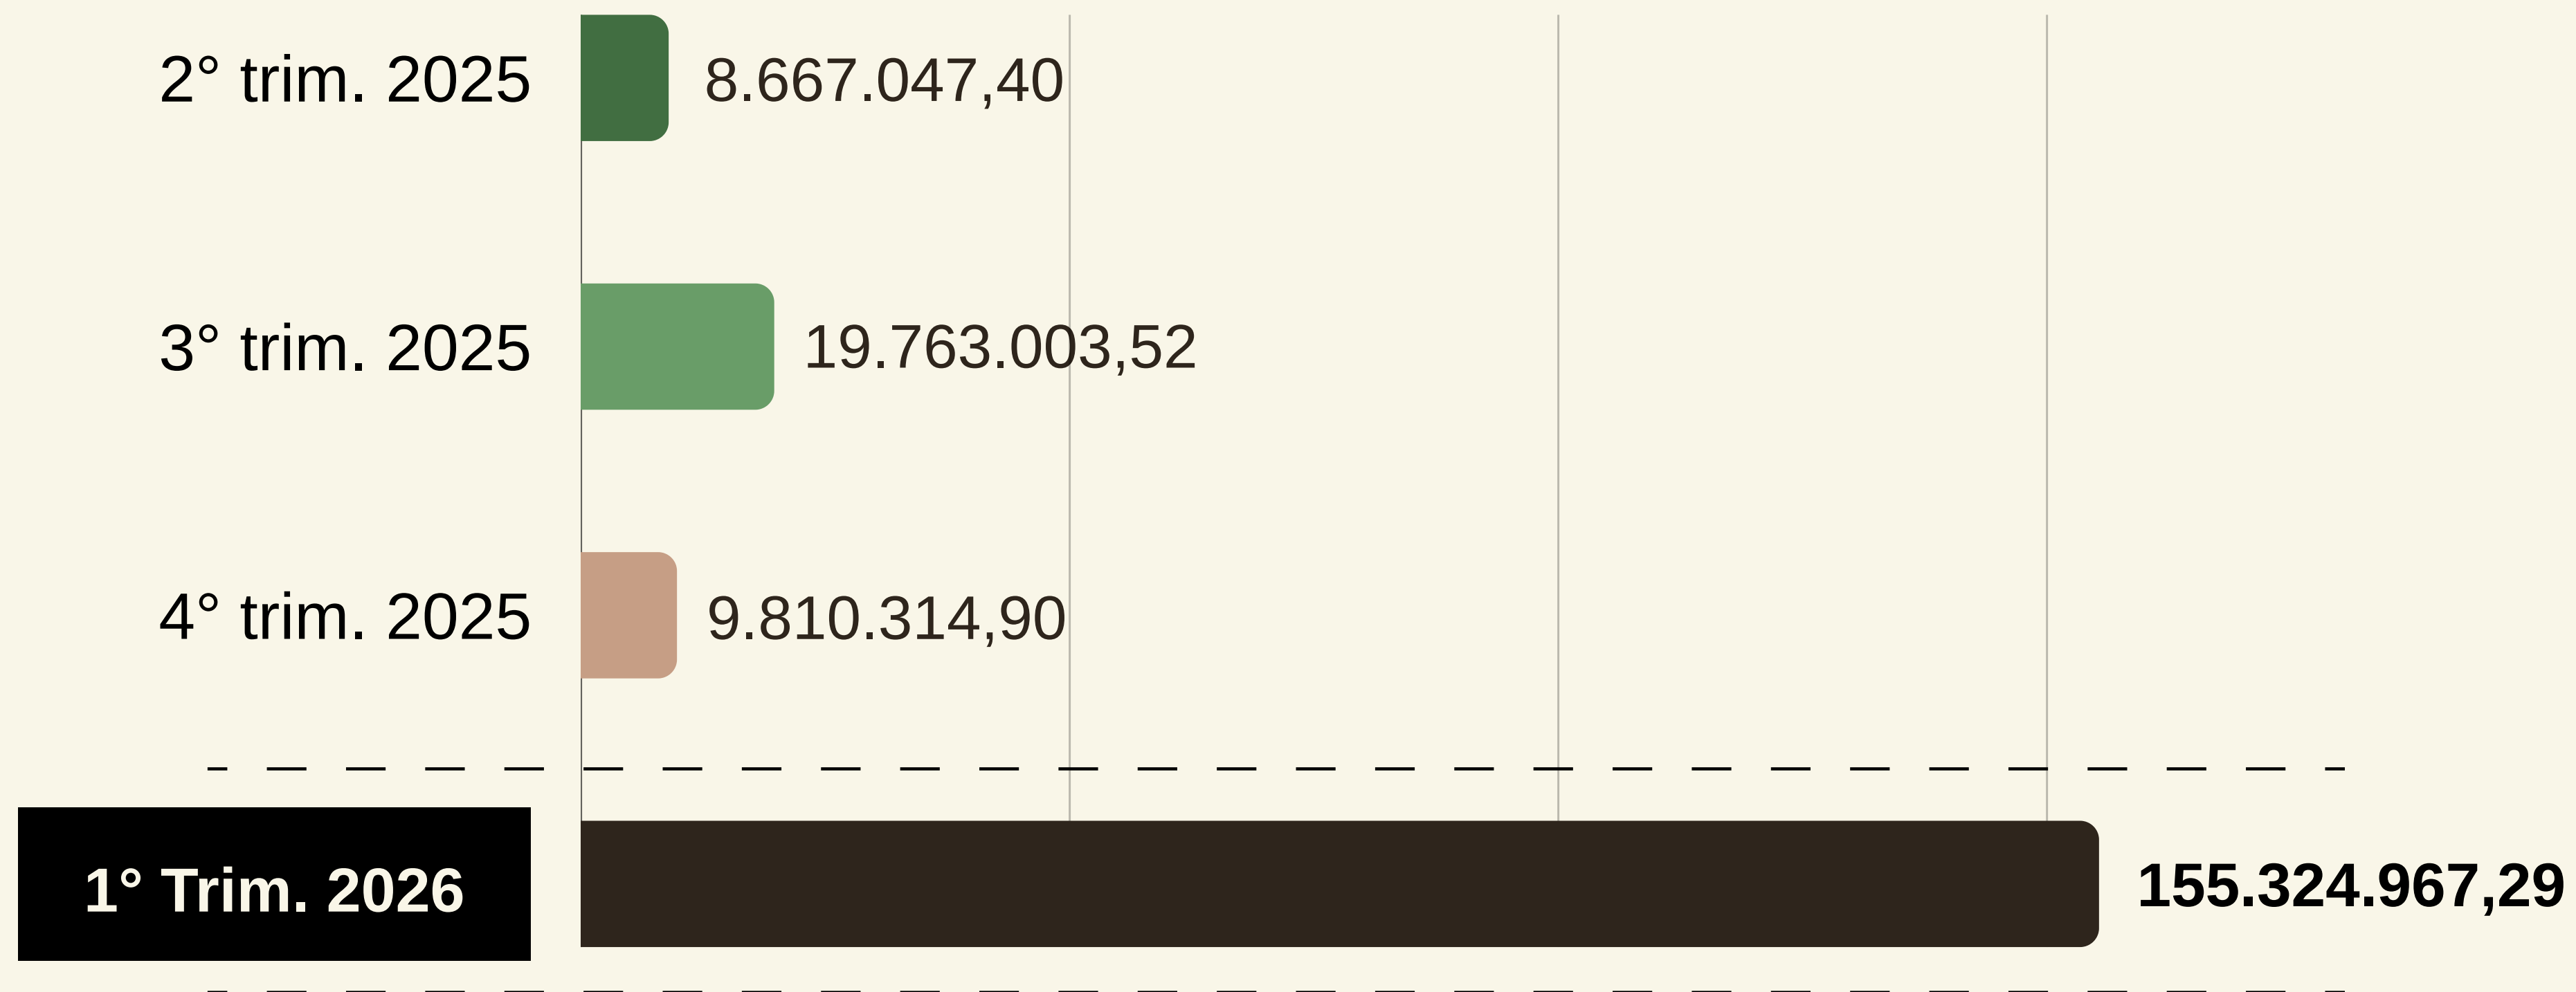 2° trim. 2025 8.667.047,40
3° trim. 2025 19.763.003,52
4° trim. 2025 9.810.314,90
1° Trim. 2026 155.324.967,29